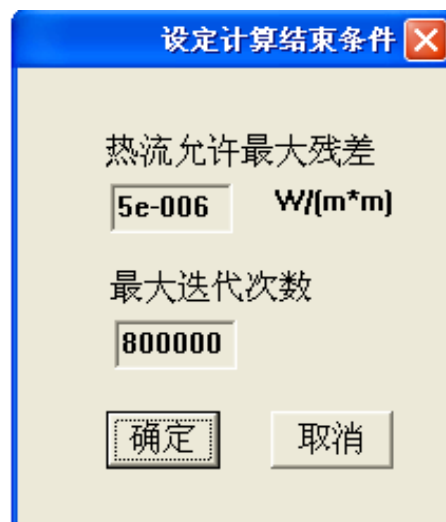 设定计算结束条件
热流允许最大残差
5e-006 W/(m*m)
最大迭代次数
800000
确定 取消